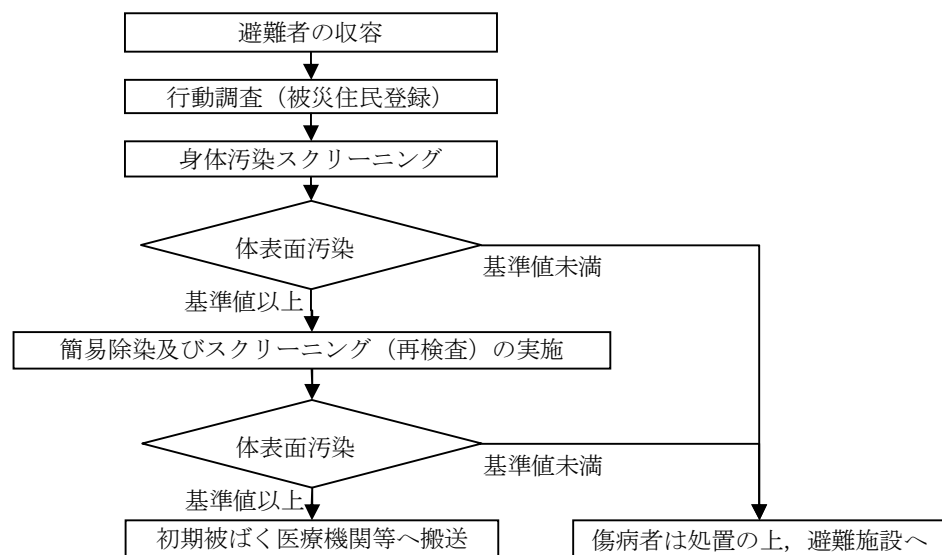 避難者の収容
行動調査（被災住民登録）
身体汚染スクリーニング
体表面汚染
基準値未満
基準値以上
簡易除染及びスクリーニング（再検査）の実施
体表面汚染
基準値未満
基準値以上
初期被ばく医療機関等へ搬送
傷病者は処置の上，避難施設へ